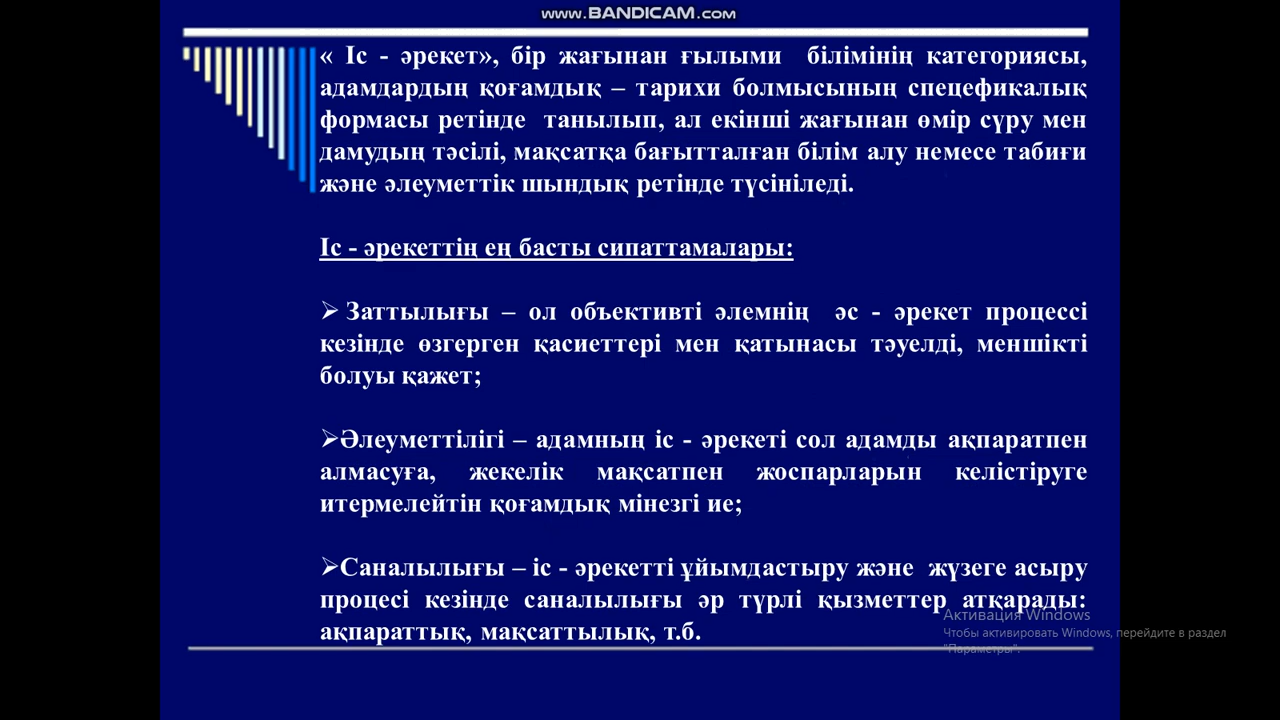 www.BANDICAM.com
« Іс - әрекет», бір жағынан ғылыми білімінің категориясы,
адамдардың қоғамдық – тарихи болмысының спецефикалық
формасы ретінде танылып, ал екінші жағынан өмір сүру мен
дамудың тәсілі, мақсатқа бағытталған білім алу немесе табиғи
және әлеуметтік шындық ретінде түсініледі.
Іс - әрекеттің ең басты сипаттамалары:
➢ Заттылығы – ол объективті әлемнің әс - әрекет процессі
кезінде өзгерген қасиеттері мен қатынасы тәуелді, меншікті
болуы қажет;
➢Әлеуметтілігі – адамның іс - әрекеті сол адамды ақпаратпен
алмасуға, жекелік мақсатпен жоспарларын келістіруге
итермелейтін қоғамдық мінезгі ие;
➢Саналылығы – іс - әрекетті ұйымдастыру және жүзеге асыру
процесі кезінде саналылығы әр түрлі қызметтер атқарады:
ақпараттық, мақсаттылық, т.б.
Активация Windows
Чтобы активировать Windows, перейдите в раздел
"Параметры".